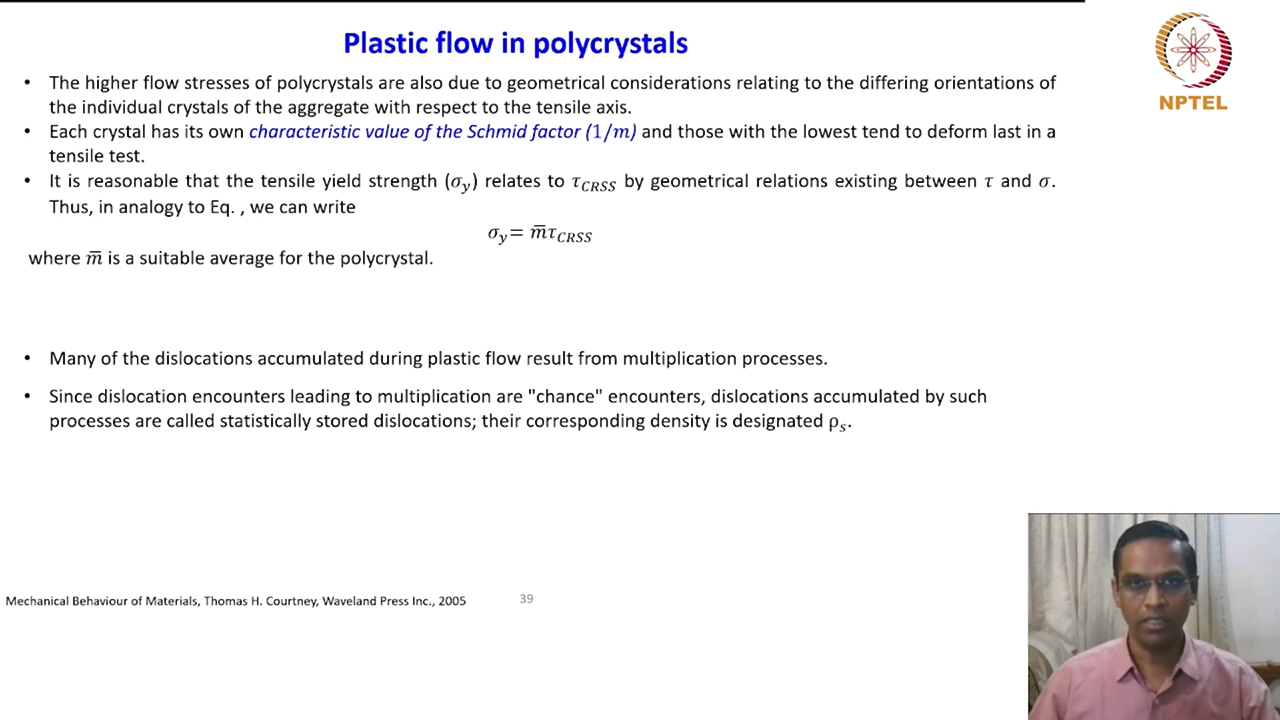 Plastic flow in polycrystals
NPTEL
• The higher flow stresses of polycrystals are also due to geometrical considerations relating to the differing orientations of
the individual crystals of the aggregate with respect to the tensile axis.
• Each crystal has its own characteristic value of the Schmid factor (1/m) and those with the lowest tend to deform last in a
tensile test.
• It is reasonable that the tensile yield strength (σ_y) relates to τ_CRSS by geometrical relations existing between τ and σ.
Thus, in analogy to Eq. , we can write
σ_y= m̅τ_CRSS
where m̅ is a suitable average for the polycrystal.
• Many of the dislocations accumulated during plastic flow result from multiplication processes.
• Since dislocation encounters leading to multiplication are "chance" encounters, dislocations accumulated by such
processes are called statistically stored dislocations; their corresponding density is designated ρ_s.
Mechanical Behaviour of Materials, Thomas H. Courtney, Waveland Press Inc., 2005
39